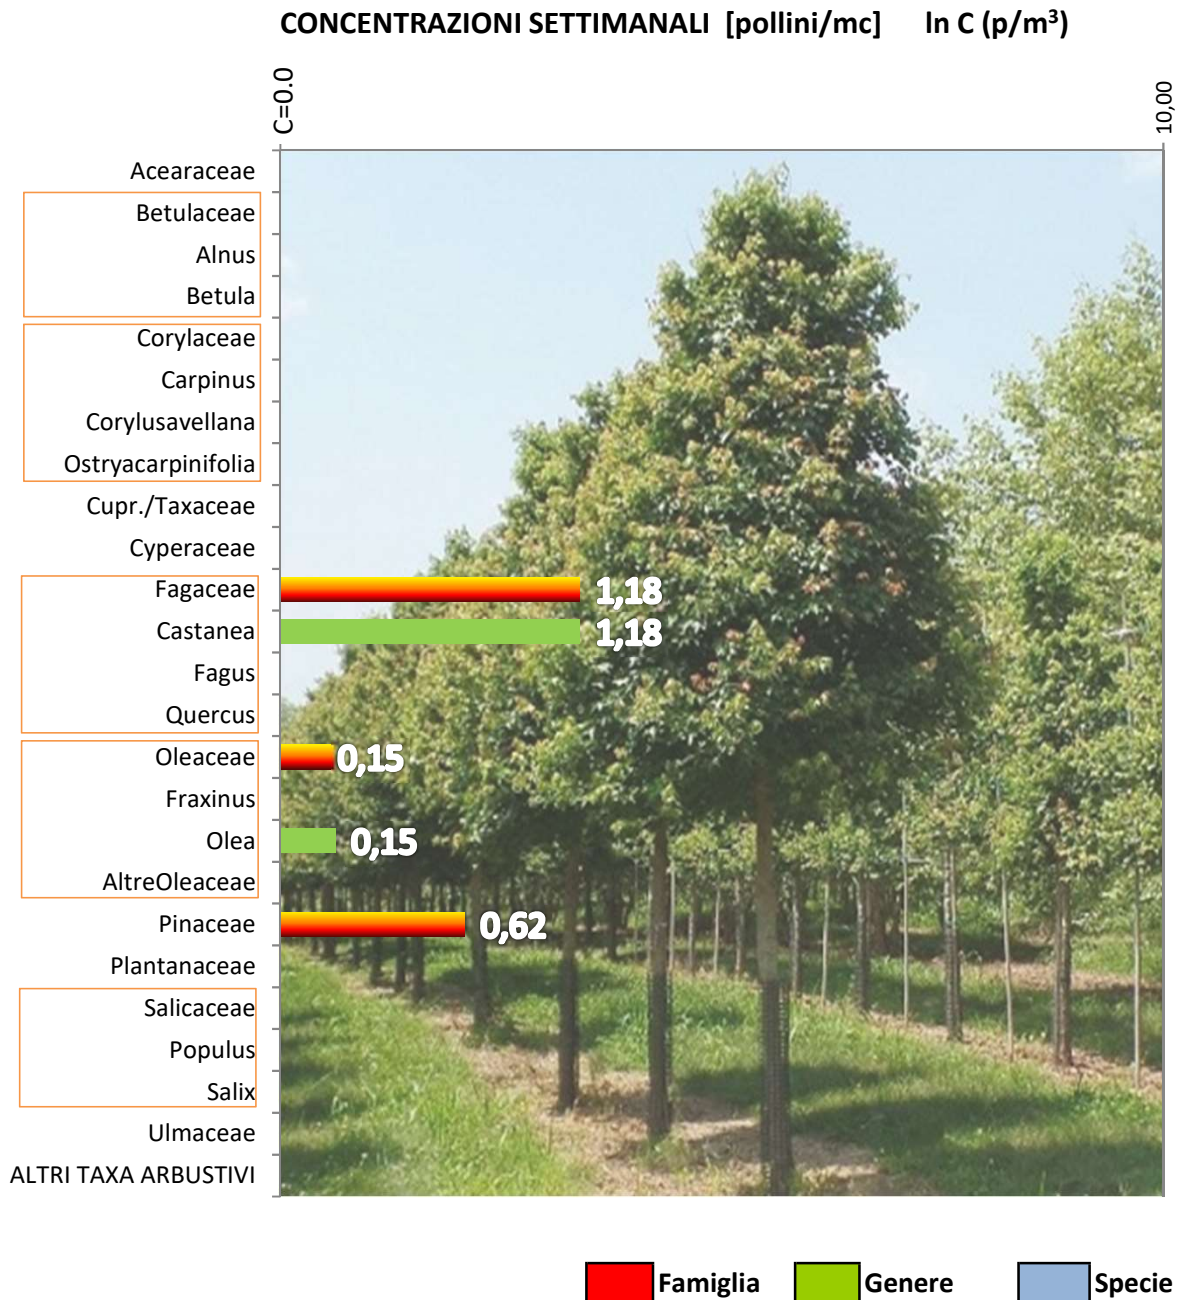 CONCENTRAZIONI SETTIMANALI [pollini/mc] ln C (p/m³)
C=0.0
10,00
Acearaceae
Betulaceae
Alnus
Betula
Corylaceae
Carpinus
Corylusavellana
Ostryacarpinifolia
Cupr./Taxaceae
Cyperaceae
Fagaceae 1,18
Castanea 1,18
Fagus
Quercus
Oleaceae 0,15
Fraxinus
Olea 0,15
AltreOleaceae
Pinaceae 0,62
Plantanaceae
Salicaceae
Populus
Salix
Ulmaceae
ALTRI TAXA ARBUSTIVI
Famiglia Genere Specie